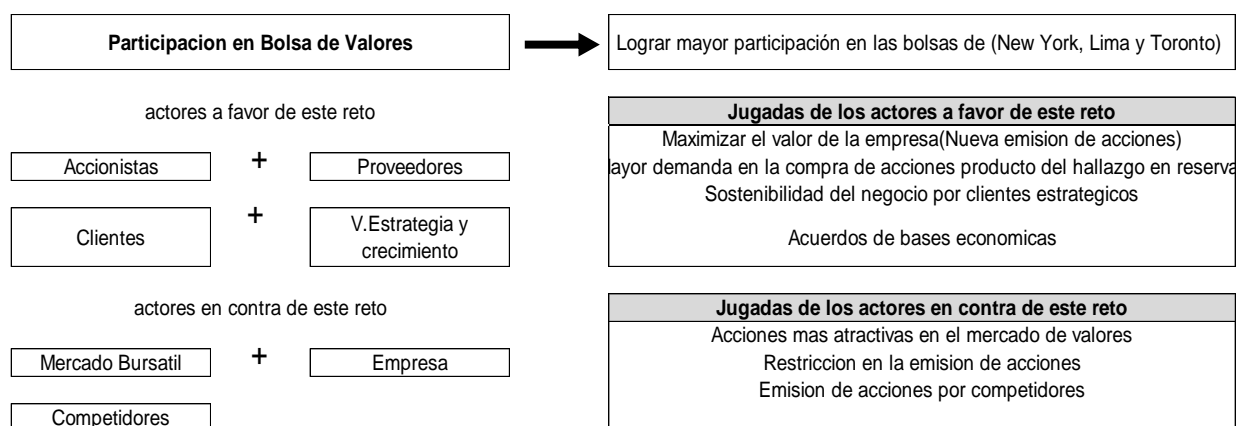 Participacion en Bolsa de Valores
Lograr mayor participación en las bolsas de (New York, Lima y Toronto)
actores a favor de este reto
Accionistas
+
Proveedores
Clientes
+
V.Estrategia y
crecimiento
Jugadas de los actores a favor de este reto
Maximizar el valor de la empresa(Nueva emision de acciones)
ayor demanda en la compra de acciones producto del hallazgo en reserva
Sostenibilidad del negocio por clientes estrategicos
Acuerdos de bases economicas
actores en contra de este reto
Mercado Bursatil
+
Empresa
Competidores
Jugadas de los actores en contra de este reto
Acciones mas atractivas en el mercado de valores
Restriccion en la emision de acciones
Emision de acciones por competidores